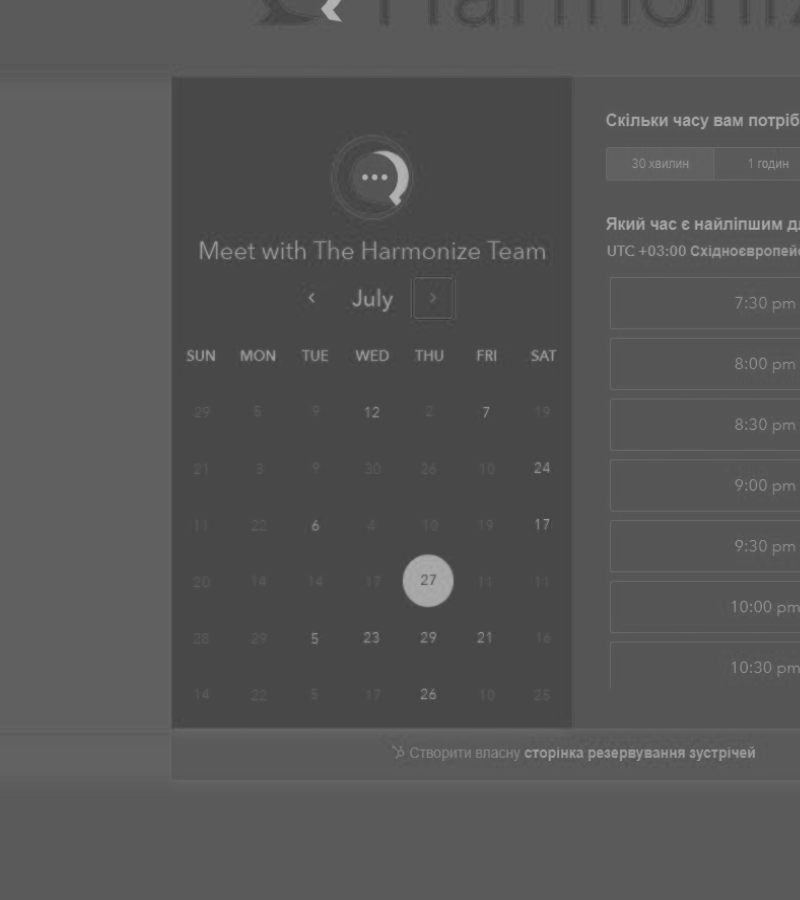 Harmoniz
Meet with The Harmonize Team
July
SUN MON TUE WED THU FRI SAT
29 5 9 12 2 7 19
21 3 9 30 26 10 24
11 22 6 4 10 19 17
20 14 14 17 27 11 11
28 29 5 23 29 21 16
14 22 5 17 26 10 25
Скільки часу вам потріб
30 хвилин 1 годин
Який час є найліпшим д
UTC +03:00 Східноєвропей
7:30 pm
8:00 pm
8:30 pm
9:00 pm
9:30 pm
10:00 pm
10:30 pm
Створити власну сторінка резервування зустрічей